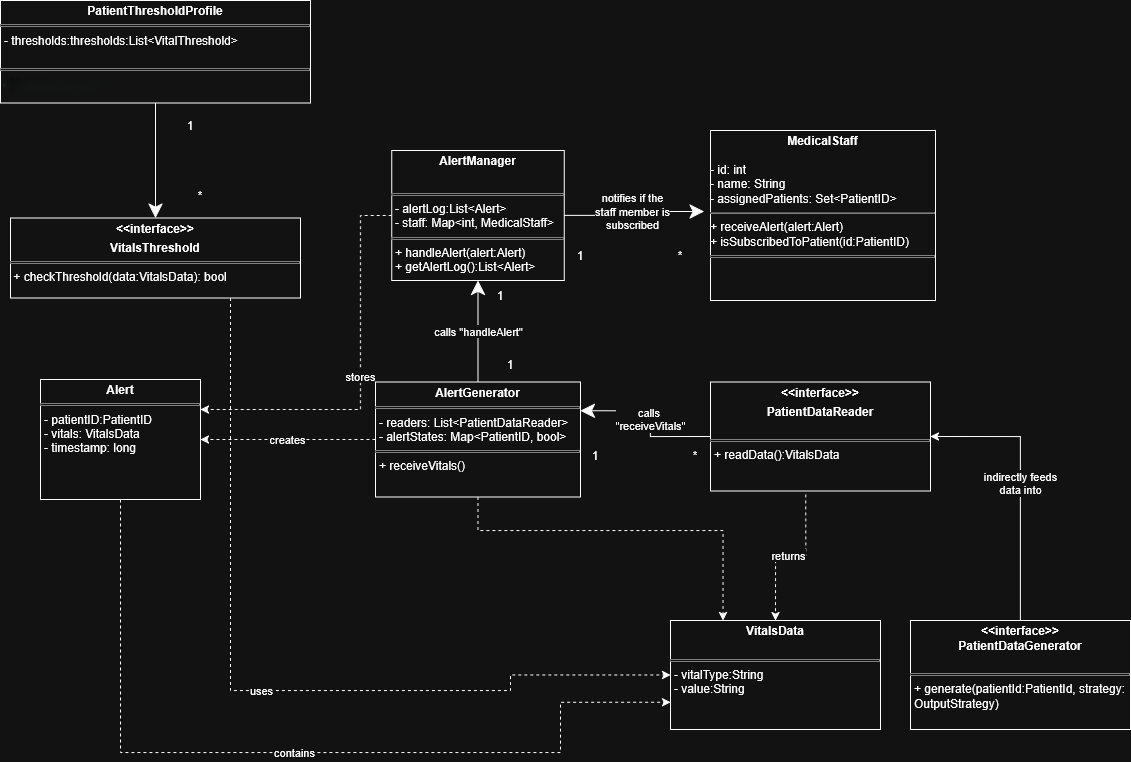 PatientThresholdProfile
- thresholds:thresholds:List<VitalThreshold>
1
*
<<interface>>
VitalsThreshold
+ checkThreshold(data:VitalsData): bool
AlertManager
- alertLog:List<Alert>
- staff: Map<int, MedicalStaff>
+ handleAlert(alert:Alert)
+ getAlertLog():List<Alert>
notifies if the
staff member is
subscribed
1
*
MedicalStaff
- id: int
- name: String
- assignedPatients: Set<PatientID>
+ receiveAlert(alert:Alert)
+ isSubscribedToPatient(id:PatientID)
1
calls "handleAlert"
1
stores
Alert
- patientID:PatientID
- vitals: VitalsData
- timestamp: long
creates
AlertGenerator
- readers: List<PatientDataReader>
- alertStates: Map<PatientID, bool>
+ receiveVitals()
calls
"receiveVitals"
1
*
<<interface>>
PatientDataReader
+ readData():VitalsData
indirectly feeds
data into
returns
VitalsData
- vitalType:String
- value:String
<<interface>>
PatientDataGenerator
+ generate(patientId:PatientId, strategy:
OutputStrategy)
uses
contains